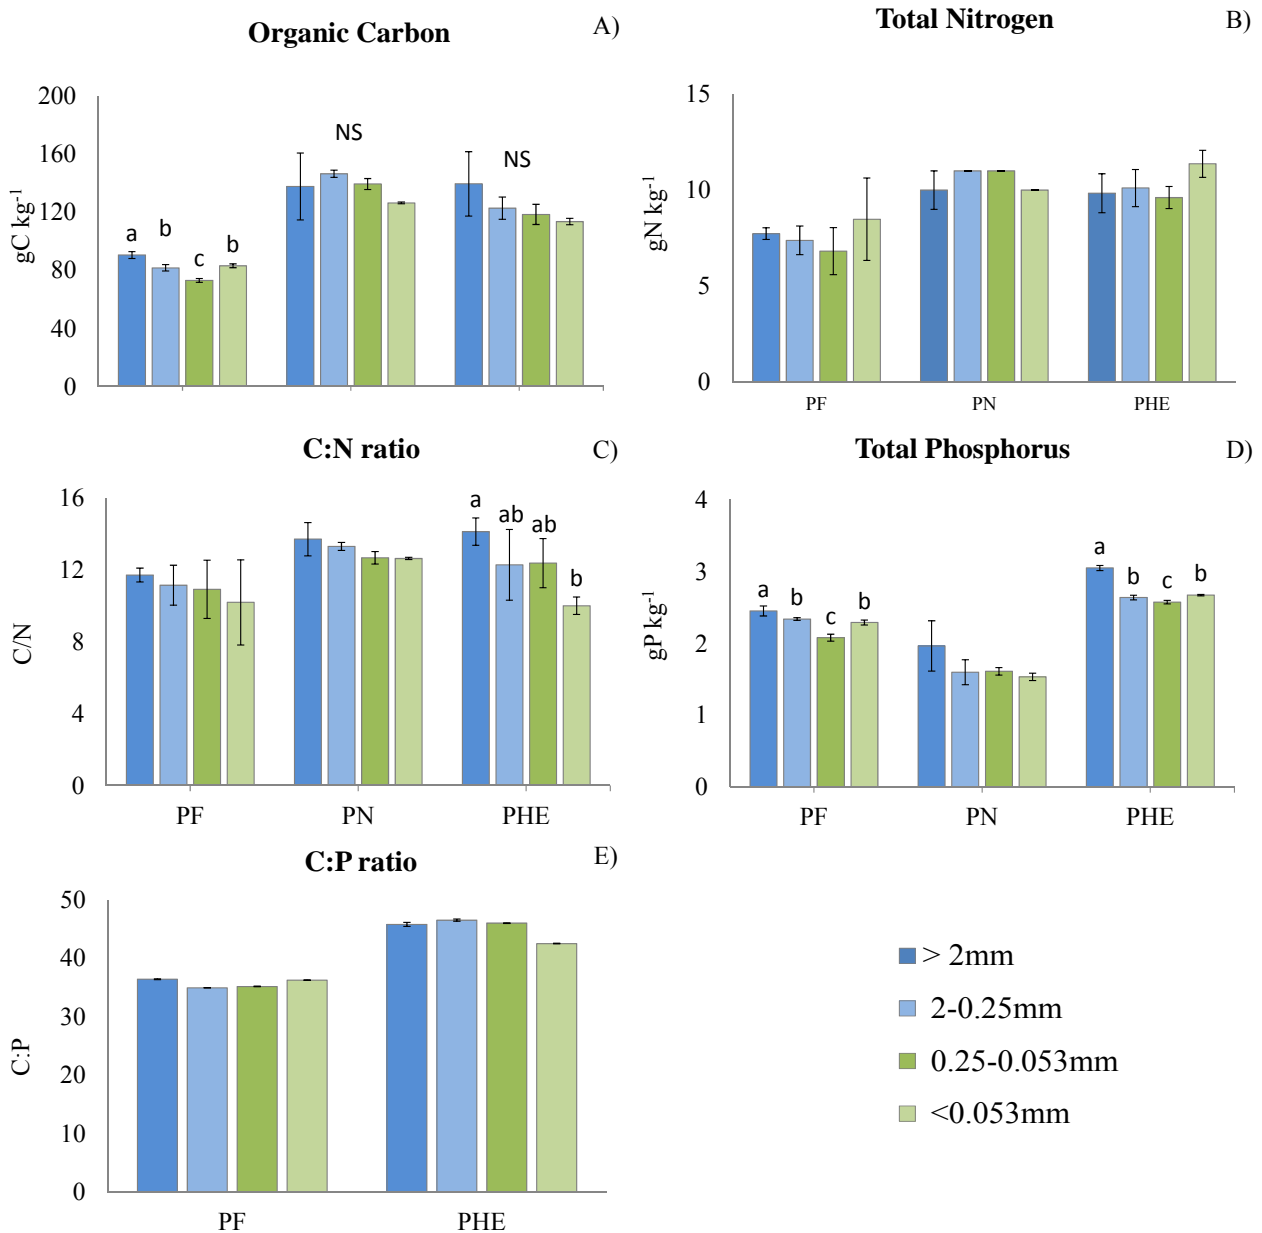 Organic Carbon
A)
gC kg-1
200
160
120
80
40
0
a
b
c
b
NS
NS
Total Nitrogen
B)
gN kg-1
15
10
5
0
PF
PN
PHE
C:N ratio
C)
C/N
16
12
8
4
0
a
ab
ab
b
PF
PN
PHE
Total Phosphorus
D)
gP kg-1
4
3
2
1
0
a
b
c
b
a
b
c
b
PF
PN
PHE
C:P ratio
E)
C:P
50
40
30
20
10
0
PF
PHE
> 2mm
2-0.25mm
0.25-0.053mm
<0.053mm